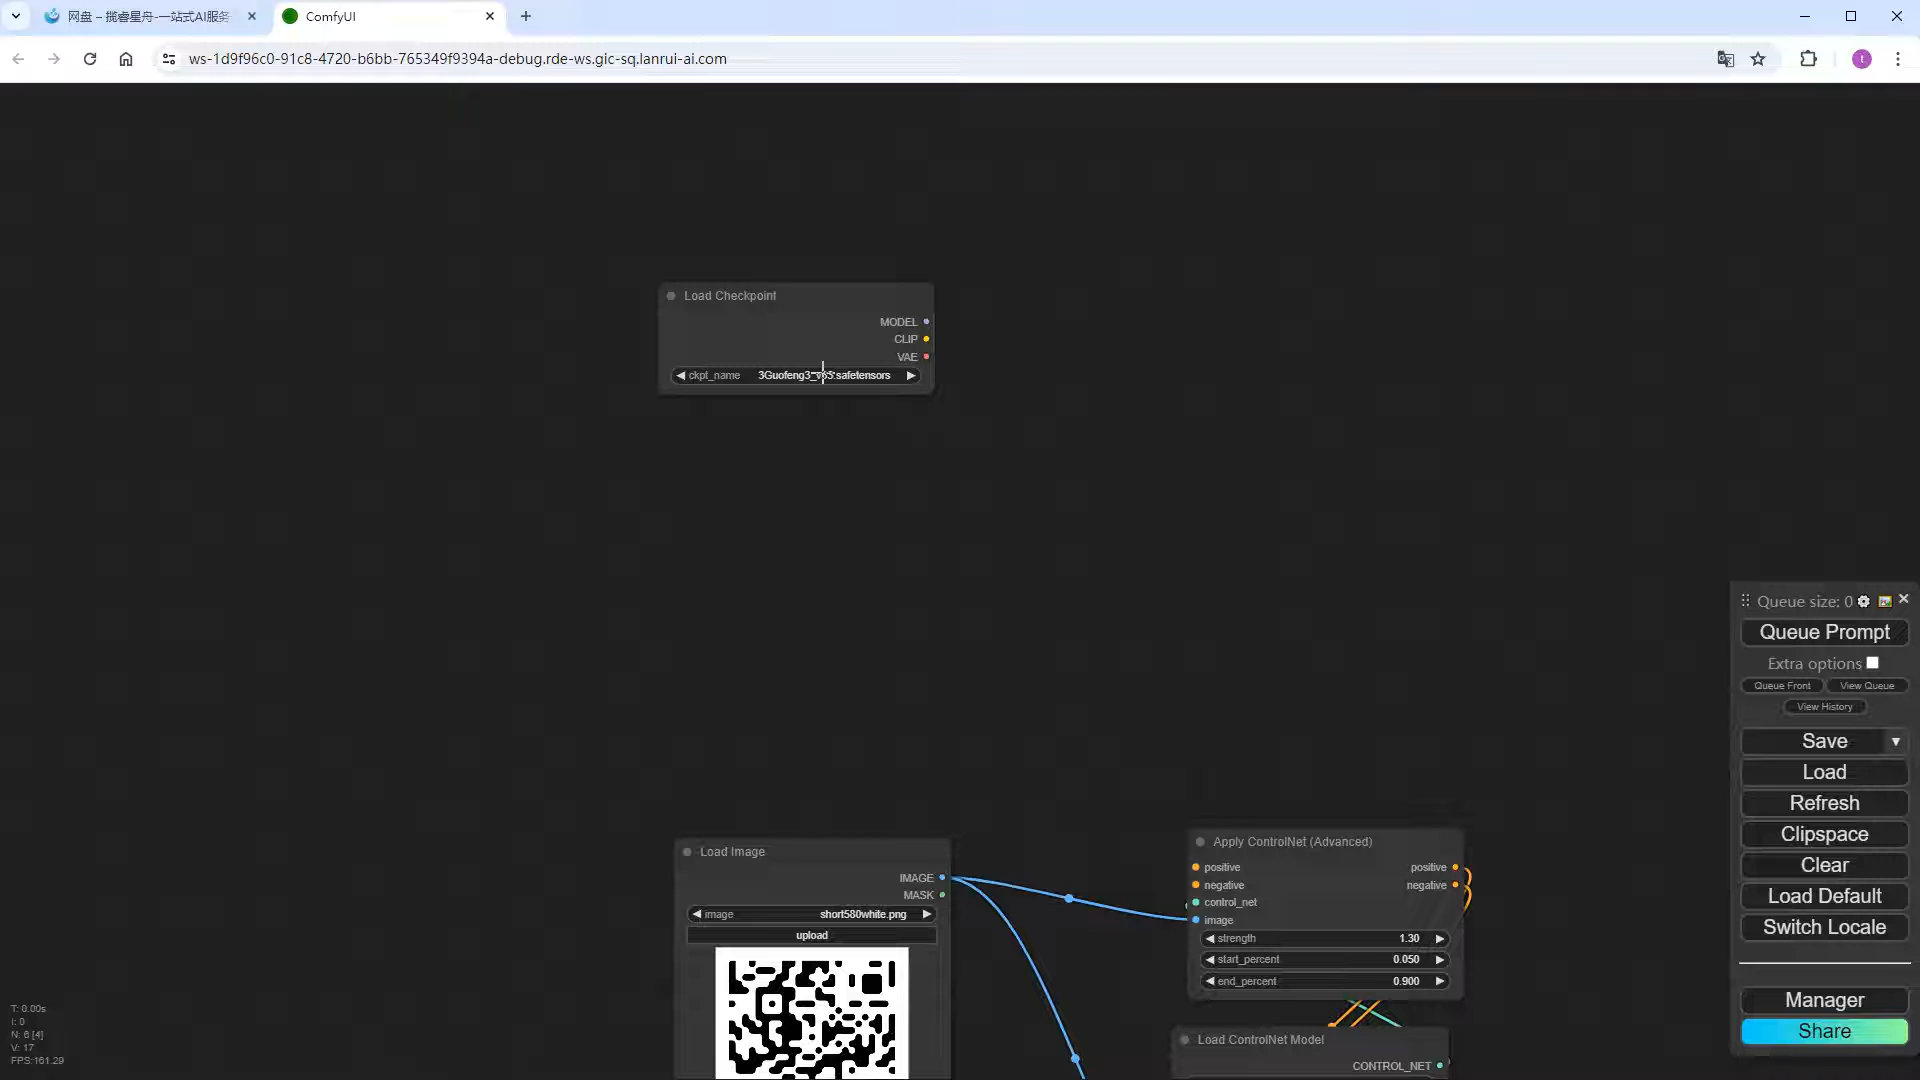 网盘 – 揽睿星舟-一站式AI服务
ComfyUI
ws-1d9f96c0-91c8-4720-b6bb-765349f9394a-debug.rde-ws.gic-sq.lanrui-ai.com
t
Load Checkpoint
MODEL
CLIP
VAE
ckpt_name
Load Image
IMAGE
MASK
image short580white.png
upload
Apply ControlNet (Advanced)
positive positive
negative negative
control_net
image
strength 1.30
start_percent 0.050
end_percent 0.900
Load ControlNet Model
CONTROL_NET
Queue size: 0
Queue Prompt
Extra options
Queue Front View Queue
View History
Save
Load
Refresh
Clipspace
Clear
Load Default
Switch Locale
Manager
Share
T: 0.00s
I: 0
N: 6 [4]
V: 17
FPS:161.29